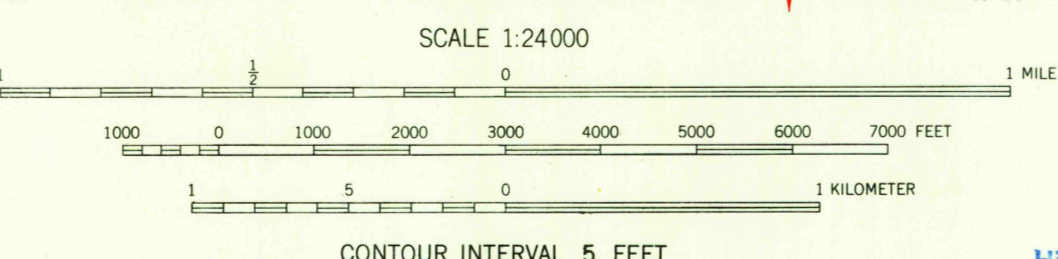 SCALE 1:24000
1 1/2 0 1 MILE
1000 0 1000 2000 3000 4000 5000 6000 7000 FEET
1 5 0 1 KILOMETER
CONTOUR INTERVAL 5 FEET